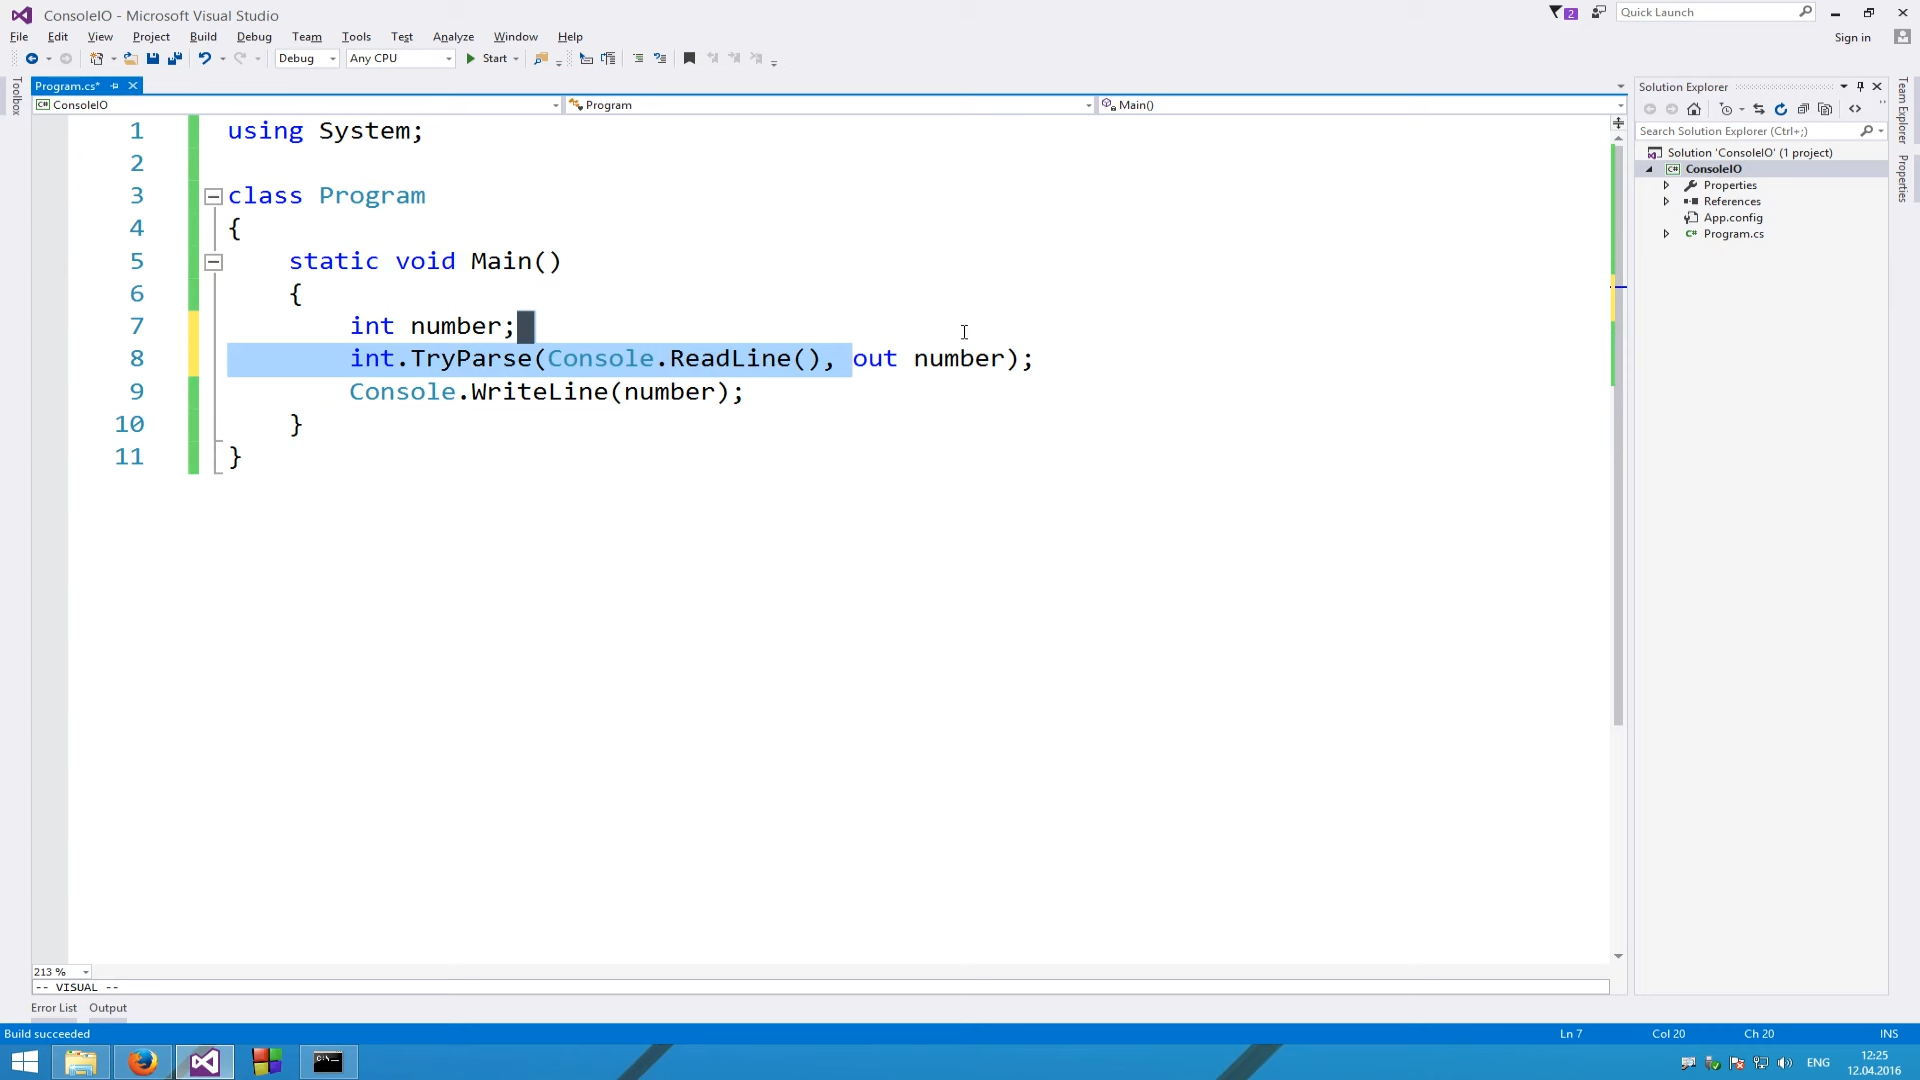 ConsoleIO - Microsoft Visual Studio
2
Quick Launch
File Edit View Project Build Debug Team Tools Test Analyze Window Help
Sign in
Debug Any CPU Start
Toolbox
Program.cs*
ConsoleIO Program Main()
1 using System;
2
3 class Program
4 {
5 static void Main()
6 {
7 int number;
8 int.TryParse(Console.ReadLine(), out number);
9 Console.WriteLine(number);
10 }
11 }
Solution Explorer
Search Solution Explorer (Ctrl+;)
Solution 'ConsoleIO' (1 project)
ConsoleIO
Properties
References
App.config
Program.cs
Team Explorer
Properties
213 %
-- VISUAL --
Error List Output
Build succeeded
Ln 7 Col 20 Ch 20 INS
ENG
12:25
12.04.2016